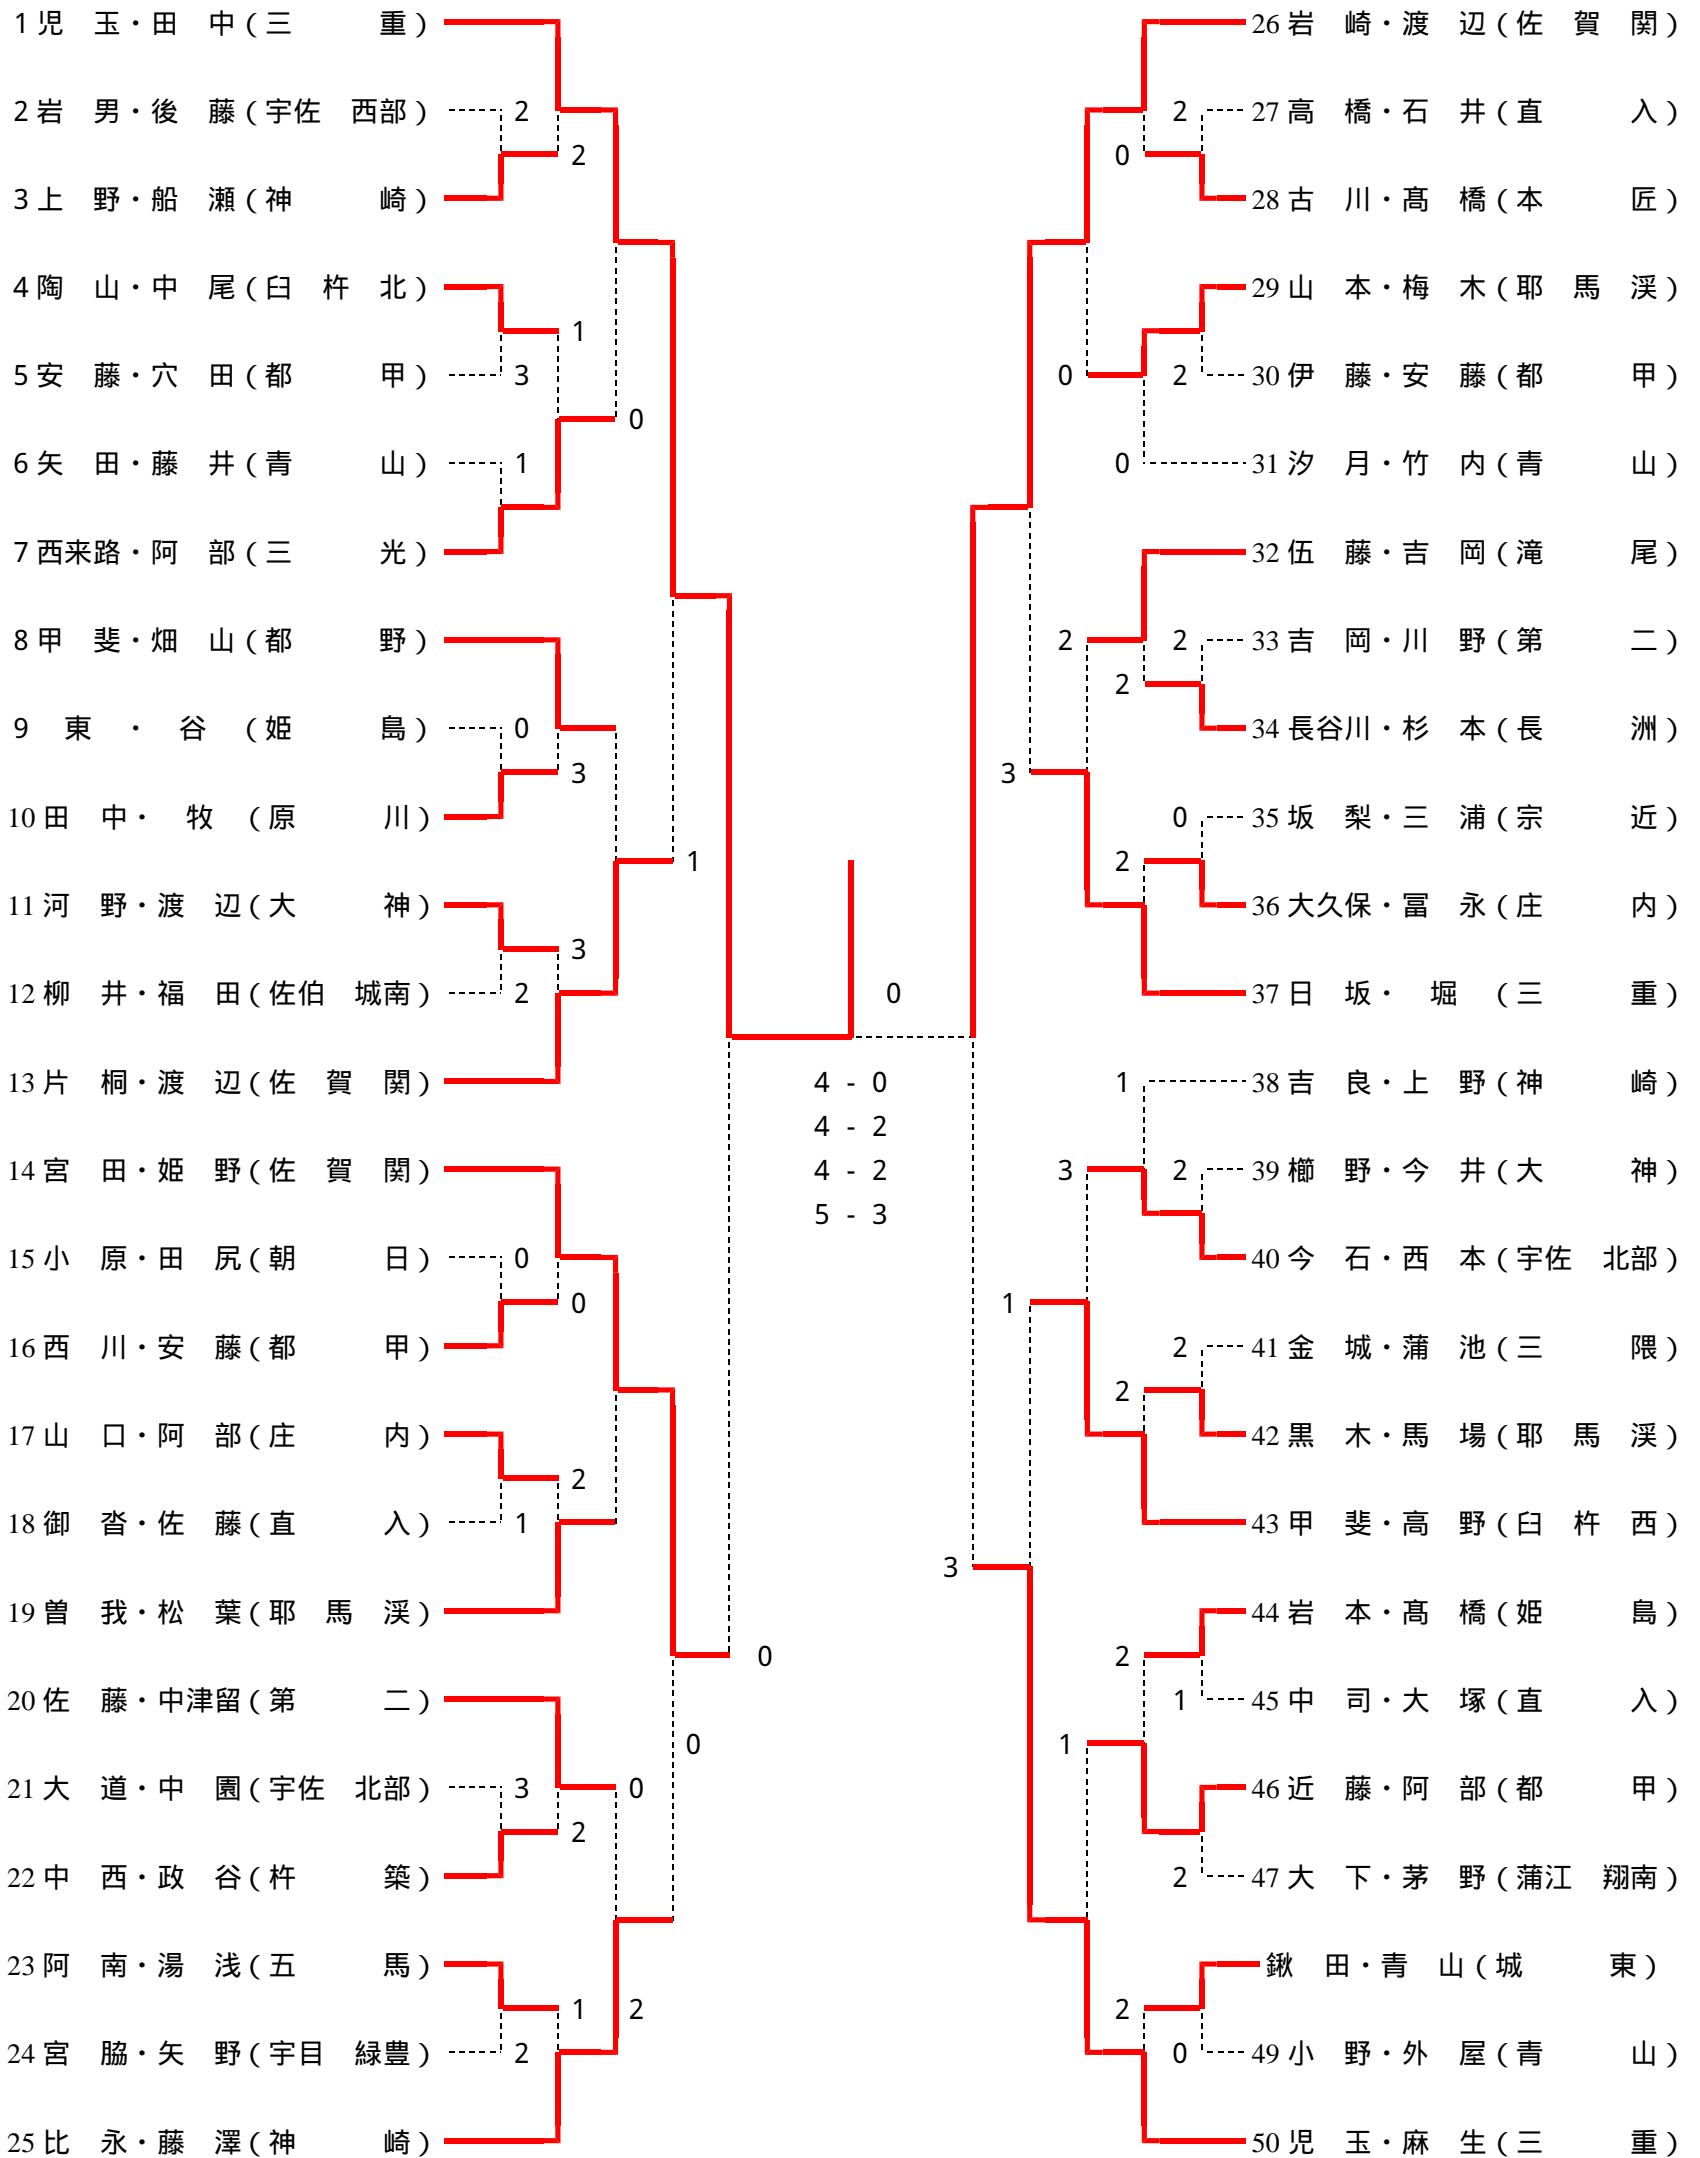 1 児　玉・田　中（三　　　重）
2 岩　男・後　藤（宇佐　西部）
2
2
3 上　野・船　瀬（神　　　崎）
4 陶　山・中　尾（臼　杵　北）
1
5 安　藤・穴　田（都　　　甲）
3
0
6 矢　田・藤　井（青　　　山）
1
7 西来路・阿　部（三　　　光）
8 甲　斐・畑　山（都　　　野）
9 東　・　谷（姫　　　島）
0
3
10 田　中・　牧　（原　　　川）
1
11 河　野・渡　辺（大　　　神）
3
12 柳　井・福　田（佐伯　城南）
2
13 片　桐・渡　辺（佐　賀　関）
14 宮　田・姫　野（佐　賀　関）
15 小　原・田　尻（朝　　　日）
0
0
16 西　川・安　藤（都　　　甲）
17 山　口・阿　部（庄　　　内）
2
18 御　沓・佐　藤（直　　　入）
1
19 曽　我・松　葉（耶　馬　渓）
0
20 佐　藤・中津留（第　　　二）
0
21 大　道・中　園（宇佐　北部）
3
0
2
22 中　西・政　谷（杵　　　築）
23 阿　南・湯　浅（五　　　馬）
1
2
24 宮　脇・矢　野（宇目　緑豊）
2
25 比　永・藤　澤（神　　　崎）
0
4 - 0
4 - 2
4 - 2
5 - 3
26 岩　崎・渡　辺（佐　賀　関）
2
27 高　橋・石　井（直　　　入）
0
28 古　川・髙　橋（本　　　匠）
29 山　本・梅　木（耶　馬　渓）
0
2
30 伊　藤・安　藤（都　　　甲）
0
31 汐　月・竹　内（青　　　山）
32 伍　藤・吉　岡（滝　　　尾）
2
2
33 吉　岡・川　野（第　　　二）
2
34 長谷川・杉　本（長　　　洲）
3
0
35 坂　梨・三　浦（宗　　　近）
2
36 大久保・冨　永（庄　　　内）
37 日　坂・　堀　（三　　　重）
1
38 吉　良・上　野（神　　　崎）
3
2
39 櫛　野・今　井（大　　　神）
40 今　石・西　本（宇佐　北部）
1
2
41 金　城・蒲　池（三　　　隈）
2
42 黒　木・馬　場（耶　馬　渓）
43 甲　斐・高　野（臼　杵　西）
3
44 岩　本・髙　橋（姫　　　島）
2
1
45 中　司・大　塚（直　　　入）
1
46 近　藤・阿　部（都　　　甲）
2
47 大　下・茅　野（蒲江　翔南）
鍬　田・青　山（城　　　東）
2
0
49 小　野・外　屋（青　　　山）
50 児　玉・麻　生（三　　　重）